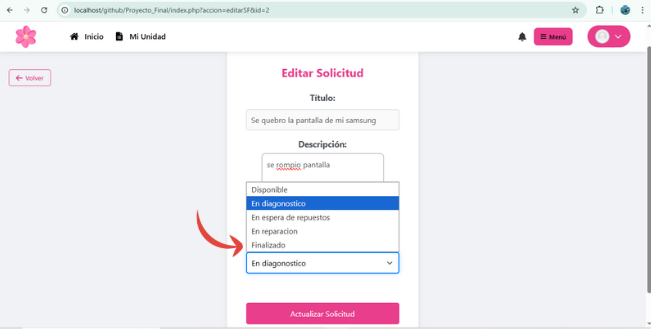 localhost/github/Proyecto_Final/index.php?accion=editarSF&id=2
Inicio Mi Unidad Menú
Volver
Editar Solicitud
Título:
Se quebro la pantalla de mi samsung
Descripción:
se rompio pantalla
Disponible
En diagonostico
En espera de repuestos
En reparacion
Finalizado
En diagonostico
Actualizar Solicitud